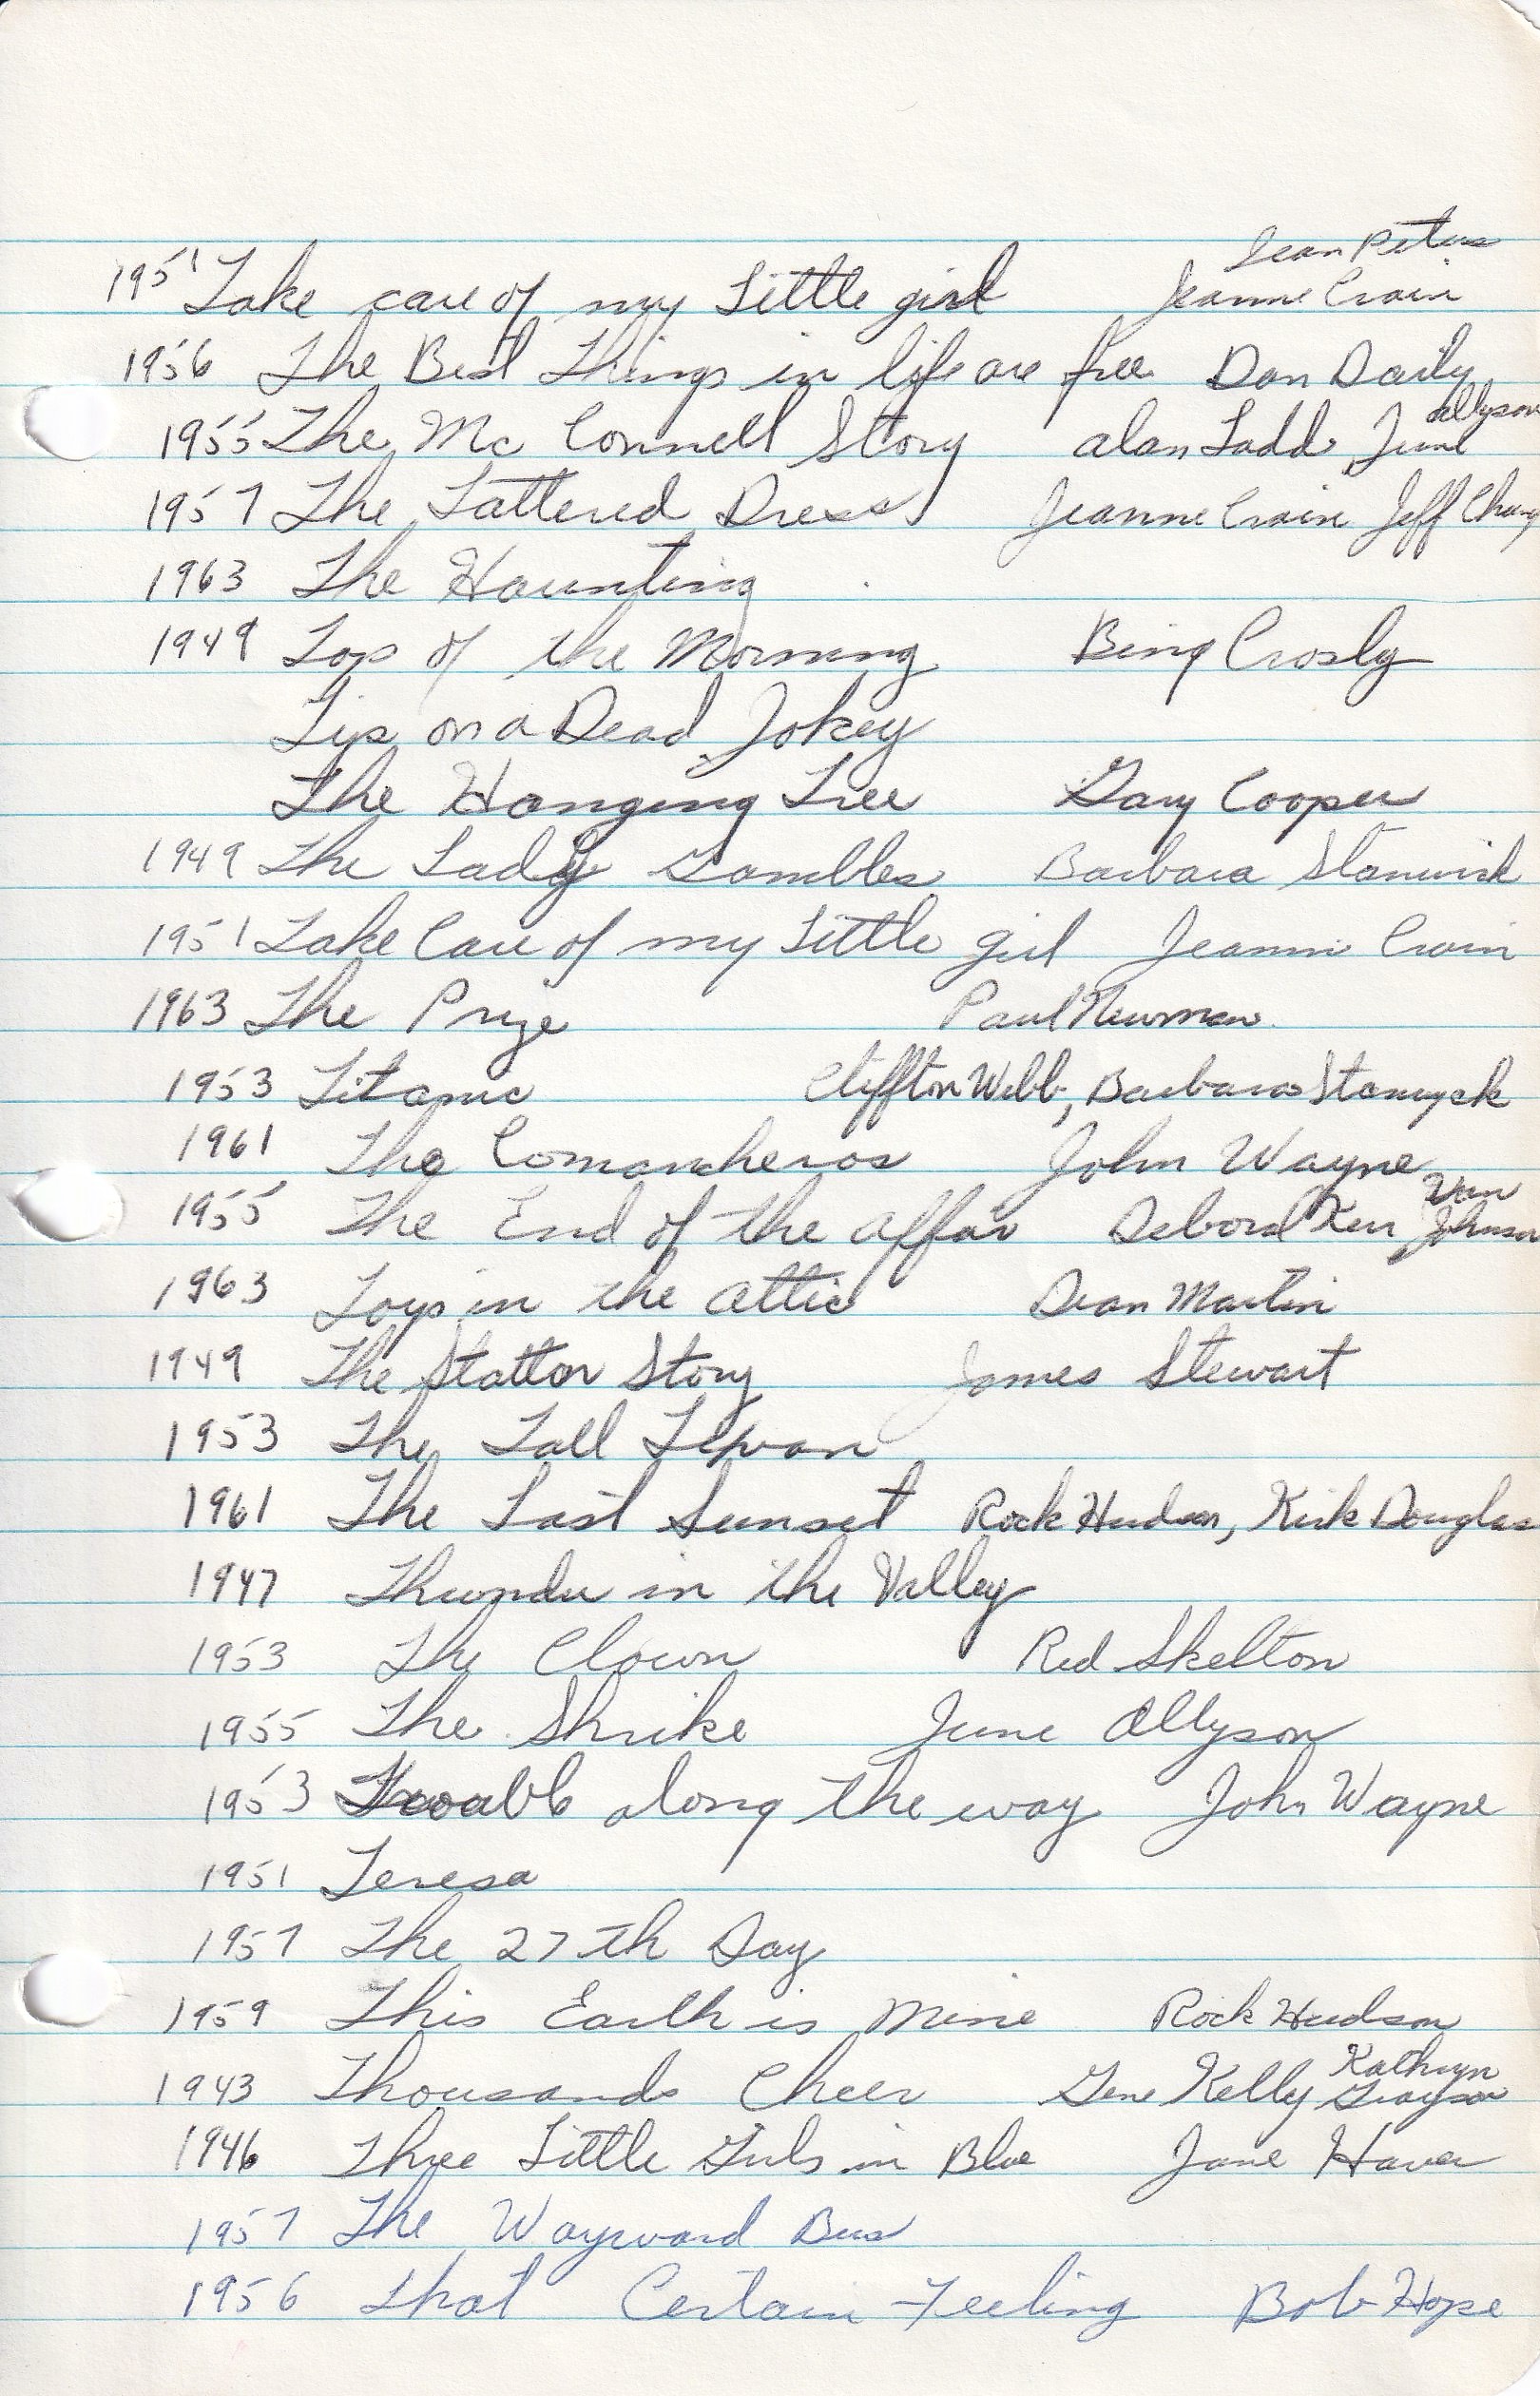 Jean Peters
1951 Take care of my Little girl Jeanne Crain
1956 The Best Things in life are free Dan Daily
allyson
1955 The Mc Connell Story alan Ladd, June
1957 The Tattered Dress Jeanne Crain Jeff Chan
1963 The Haunting
1949 Top of the Morning Bing Crosby
Tip on a Dead Jokey
The Hanging Tree Gary Cooper
1949 The Lady Gambles Barbara Stanwick
1951 Take Care of my Little girl Jeanne Crain
1963 The Prize Paul Newman
1953 Titanic Cliffton Webb, Barbara Stanwyck
1961 The Comancheros John Wayne
Van
1955 The End of the affair Debora Kerr Johnson
1963 Toys in the attic Dean Martin
1949 The Stratton Story James Stewart
1953 The Tall Texan
1961 The Last Sunset Rock Hudson, Kirk Douglas
1947 Thunder in the Valley
1953 The Clown Red Skelton
1955 The Shrike June Allyson
1953 along the way John Wayne
1951 Teresa
1957 The 27th Day
1959 This Earth is Mine Rock Hudson
Kathryn
1943 Thousands Cheer Gene Kelly Grayson
1946 Three Little Girls in Blue June Haver
1957 The Wayward Bus
1956 That Certain Feeling Bob Hope